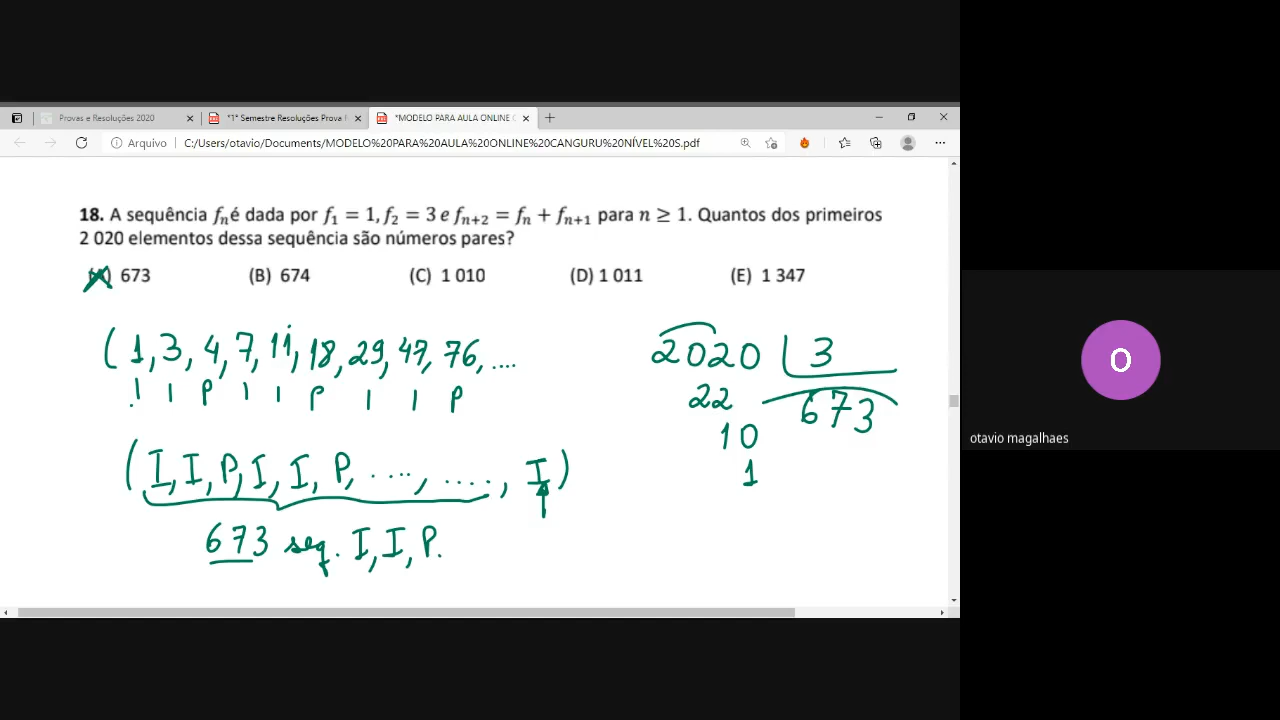 Provas e Resoluções 2020
*1° Semestre Resoluções Prova
*MODELO PARA AULA ONLINE C
Arquivo C:/Users/otavio/Documents/MODELO%20PARA%20AULA%20ONLINE%20CANGURU%20NÍVEL%20S.pdf
18. A sequência fₙé dada por f₁ = 1, f₂ = 3 e fₙ₊₂ = fₙ + fₙ₊₁ para n ≥ 1. Quantos dos primeiros
2 020 elementos dessa sequência são números pares?
673 (B) 674 (C) 1 010 (D) 1 011 (E) 1 347
(1, 3, 4, 7, 11, 18, 29, 47, 76, ....
I I P I I P I I P
(I, I, P, I, I, P, ...., ...., I)
673 seq. I, I, P.
2020 3
22 673
10
1
O
otavio magalhaes